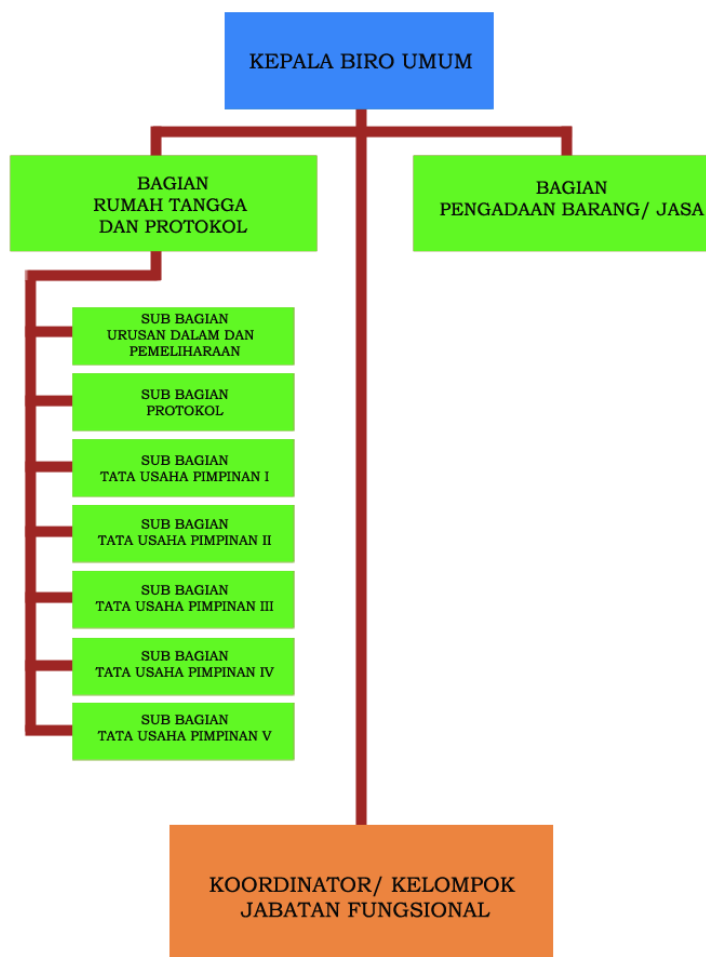 KEPALA BIRO UMUM
BAGIAN
RUMAH TANGGA
DAN PROTOKOL
BAGIAN
PENGADAAN BARANG/ JASA
SUB BAGIAN
URUSAN DALAM DAN
PEMELIHARAAN
SUB BAGIAN
PROTOKOL
SUB BAGIAN
TATA USAHA PIMPINAN I
SUB BAGIAN
TATA USAHA PIMPINAN II
SUB BAGIAN
TATA USAHA PIMPINAN III
SUB BAGIAN
TATA USAHA PIMPINAN IV
SUB BAGIAN
TATA USAHA PIMPINAN V
KOORDINATOR/ KELOMPOK
JABATAN FUNGSIONAL